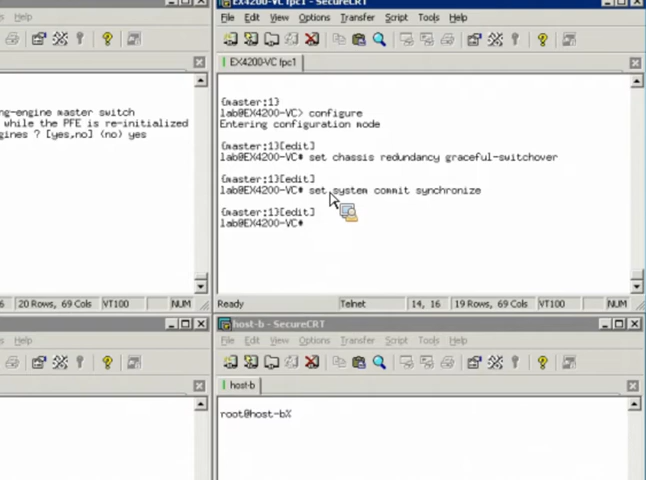 EX4200-VC fpc1 - SecureCRT
File Edit View Options Transfer Script Tools Help
EX4200-VC fpc1
ng-engine master switch
while the PFE is re-initialized
gines ? [yes,no] (no) yes
{master:1}
lab@EX4200-VC> configure
Entering configuration mode
{master:1}[edit]
lab@EX4200-VC# set chassis redundancy graceful-switchover
{master:1}[edit]
lab@EX4200-VC# set system commit synchronize
{master:1}[edit]
lab@EX4200-VC#
6 20 Rows, 69 Cols VT100 NUM
Ready Telnet 14, 16 19 Rows, 69 Cols VT100 NUM
host-b - SecureCRT
Help
File Edit View Options Transfer Script Tools Help
host-b
root@host-b%